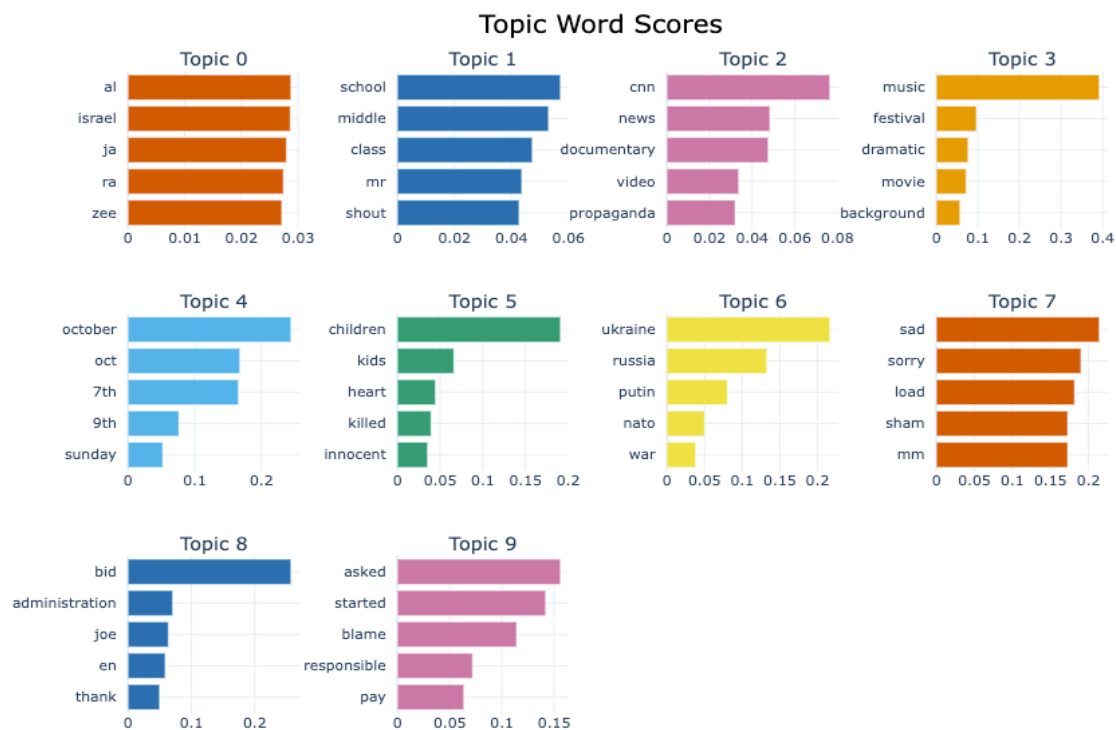 Topic Word Scores
Topic 0
al
israel
ja
ra
zee
0 0.01 0.02 0.03
Topic 1
school
middle
class
mr
shout
0 0.02 0.04 0.06
Topic 2
cnn
news
documentary
video
propaganda
0 0.02 0.04 0.06 0.08
Topic 3
music
festival
dramatic
movie
background
0 0.1 0.2 0.3 0.4
Topic 4
october
oct
7th
9th
sunday
0 0.1 0.2
Topic 5
children
kids
heart
killed
innocent
0 0.05 0.1 0.15 0.2
Topic 6
ukraine
russia
putin
nato
war
0 0.05 0.1 0.15 0.2
Topic 7
sad
sorry
load
sham
mm
0 0.05 0.1 0.15 0.2
Topic 8
bid
administration
joe
en
thank
0 0.1 0.2
Topic 9
asked
started
blame
responsible
pay
0 0.05 0.1 0.15